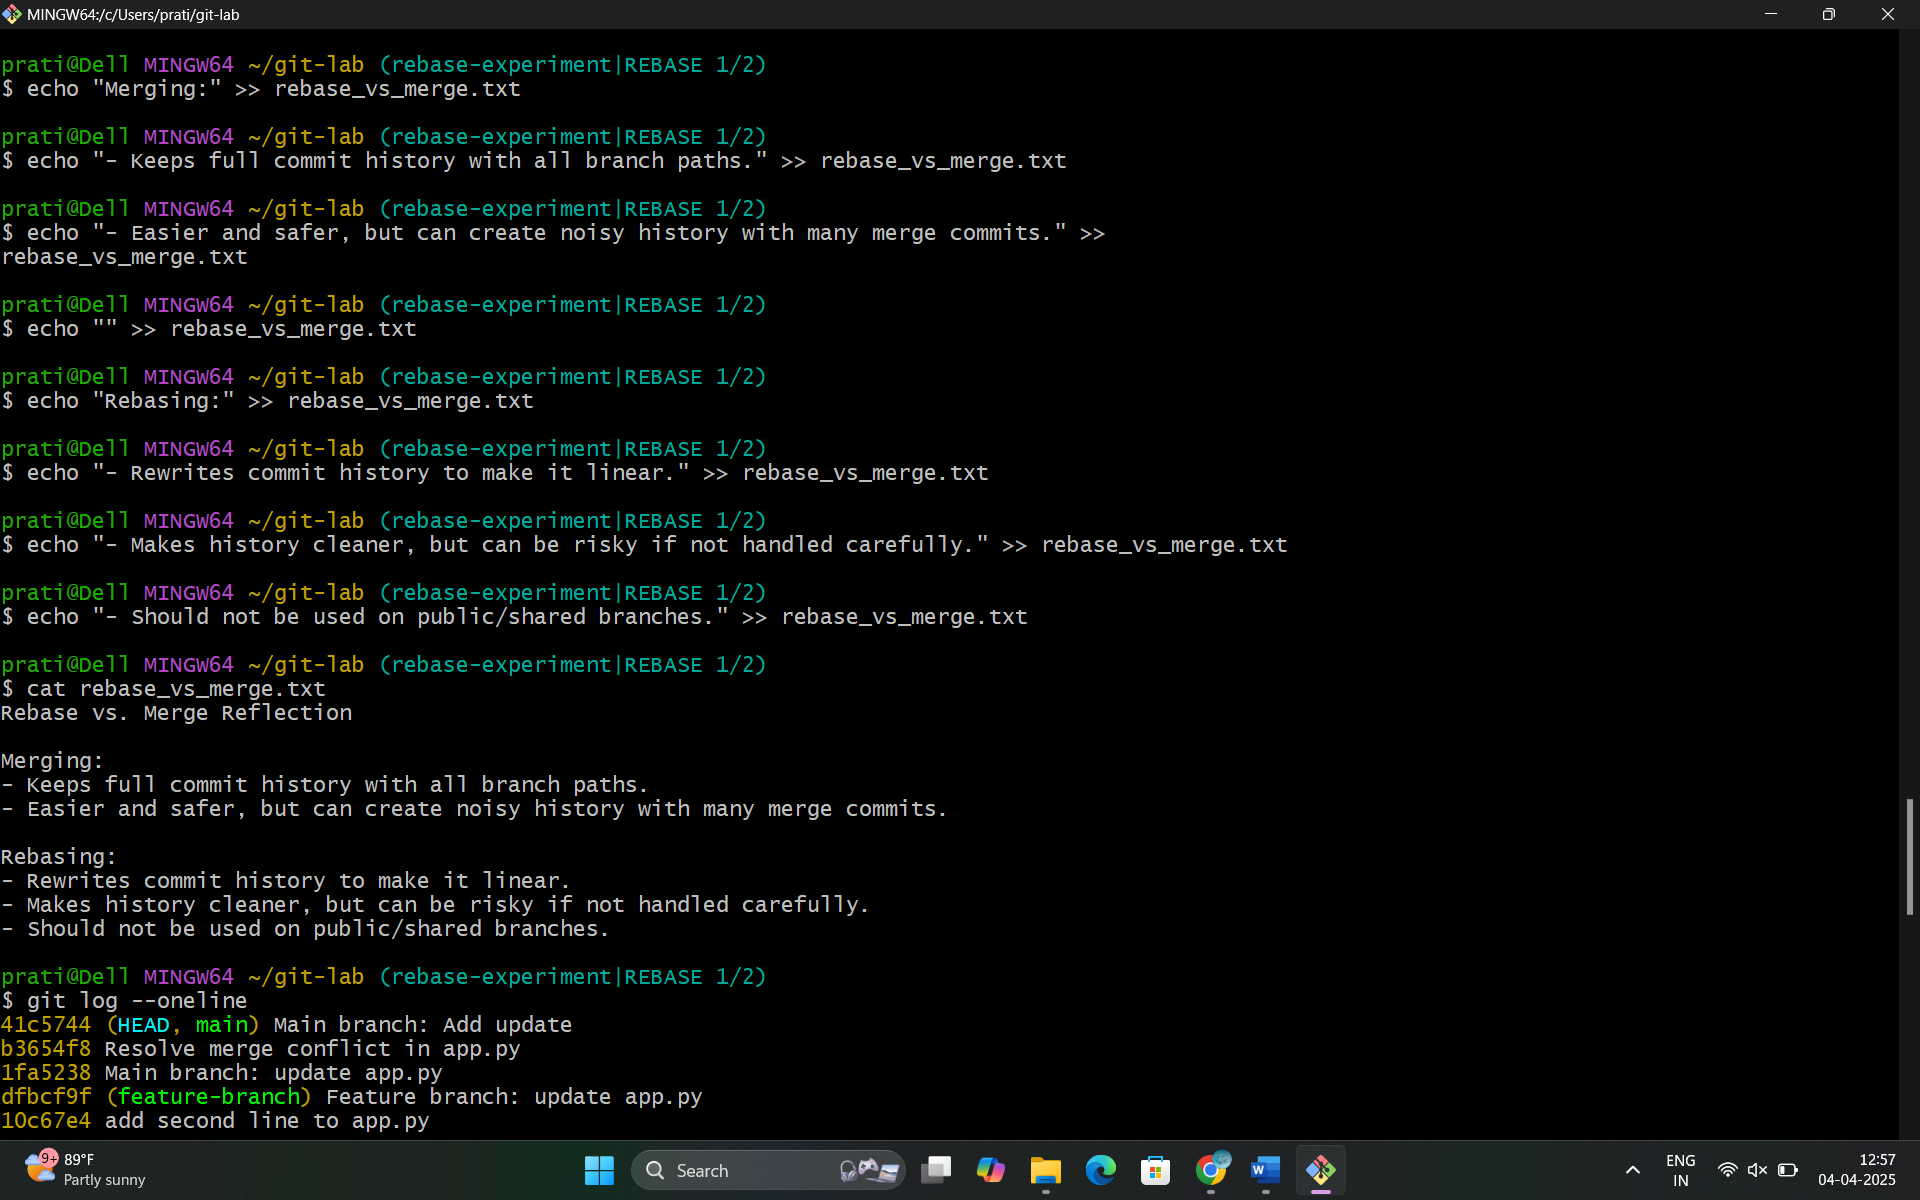 MINGW64:/c/Users/prati/git-lab
prati@Dell MINGW64 ~/git-lab (rebase-experiment|REBASE 1/2)
$ echo "Merging:" >> rebase_vs_merge.txt
prati@Dell MINGW64 ~/git-lab (rebase-experiment|REBASE 1/2)
$ echo "- Keeps full commit history with all branch paths." >> rebase_vs_merge.txt
prati@Dell MINGW64 ~/git-lab (rebase-experiment|REBASE 1/2)
$ echo "- Easier and safer, but can create noisy history with many merge commits." >>
rebase_vs_merge.txt
prati@Dell MINGW64 ~/git-lab (rebase-experiment|REBASE 1/2)
$ echo "" >> rebase_vs_merge.txt
prati@Dell MINGW64 ~/git-lab (rebase-experiment|REBASE 1/2)
$ echo "Rebasing:" >> rebase_vs_merge.txt
prati@Dell MINGW64 ~/git-lab (rebase-experiment|REBASE 1/2)
$ echo "- Rewrites commit history to make it linear." >> rebase_vs_merge.txt
prati@Dell MINGW64 ~/git-lab (rebase-experiment|REBASE 1/2)
$ echo "- Makes history cleaner, but can be risky if not handled carefully." >> rebase_vs_merge.txt
prati@Dell MINGW64 ~/git-lab (rebase-experiment|REBASE 1/2)
$ echo "- Should not be used on public/shared branches." >> rebase_vs_merge.txt
prati@Dell MINGW64 ~/git-lab (rebase-experiment|REBASE 1/2)
$ cat rebase_vs_merge.txt
Rebase vs. Merge Reflection
Merging:
- Keeps full commit history with all branch paths.
- Easier and safer, but can create noisy history with many merge commits.
Rebasing:
- Rewrites commit history to make it linear.
- Makes history cleaner, but can be risky if not handled carefully.
- Should not be used on public/shared branches.
prati@Dell MINGW64 ~/git-lab (rebase-experiment|REBASE 1/2)
$ git log --oneline
41c5744 (HEAD, main) Main branch: Add update
b3654f8 Resolve merge conflict in app.py
1fa5238 Main branch: update app.py
dfbcf9f (feature-branch) Feature branch: update app.py
10c67e4 add second line to app.py
9+
89°F
Partly sunny
Search
W
ENG
IN
12:57
04-04-2025